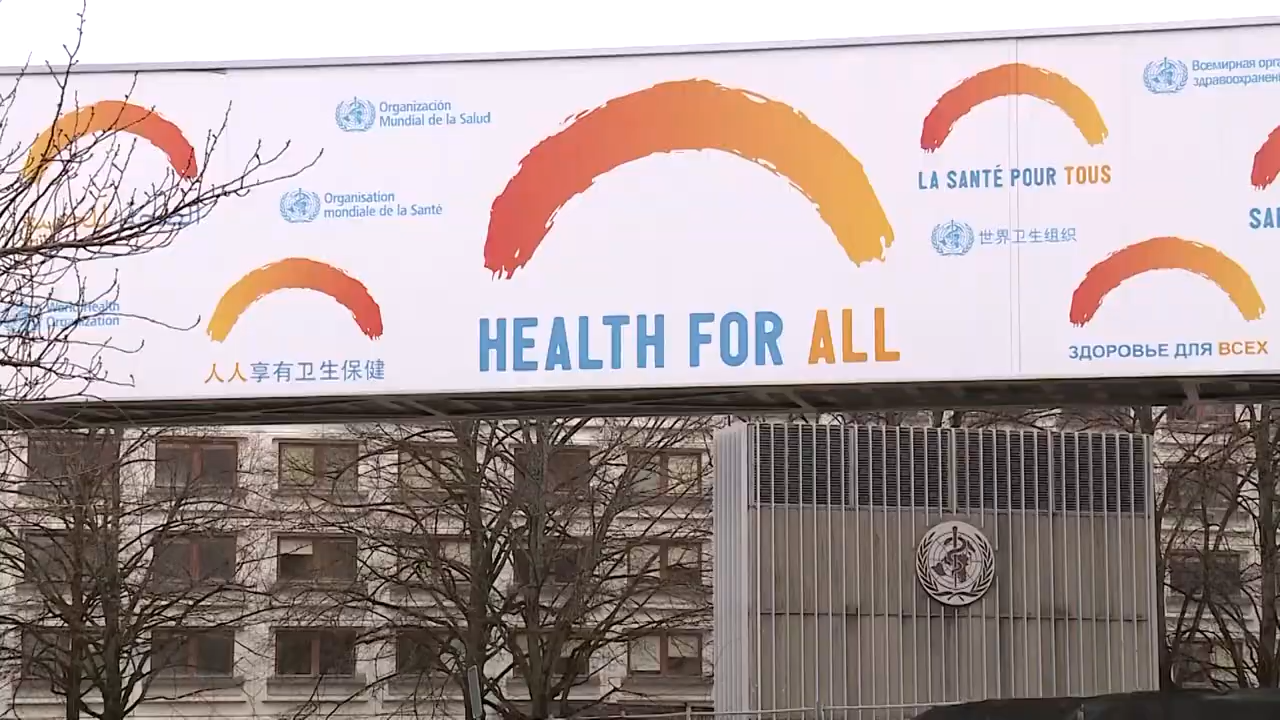 Organización
Mundial de la Salud
Всемирная орг
здравоохранен
LA SANTÉ POUR TOUS
Organisation
mondiale de la Santé
世界卫生组织
World Health
Organization
HEALTH FOR ALL
ЗДОРОВЬЕ ДЛЯ ВСЕХ
人人享有卫生保健